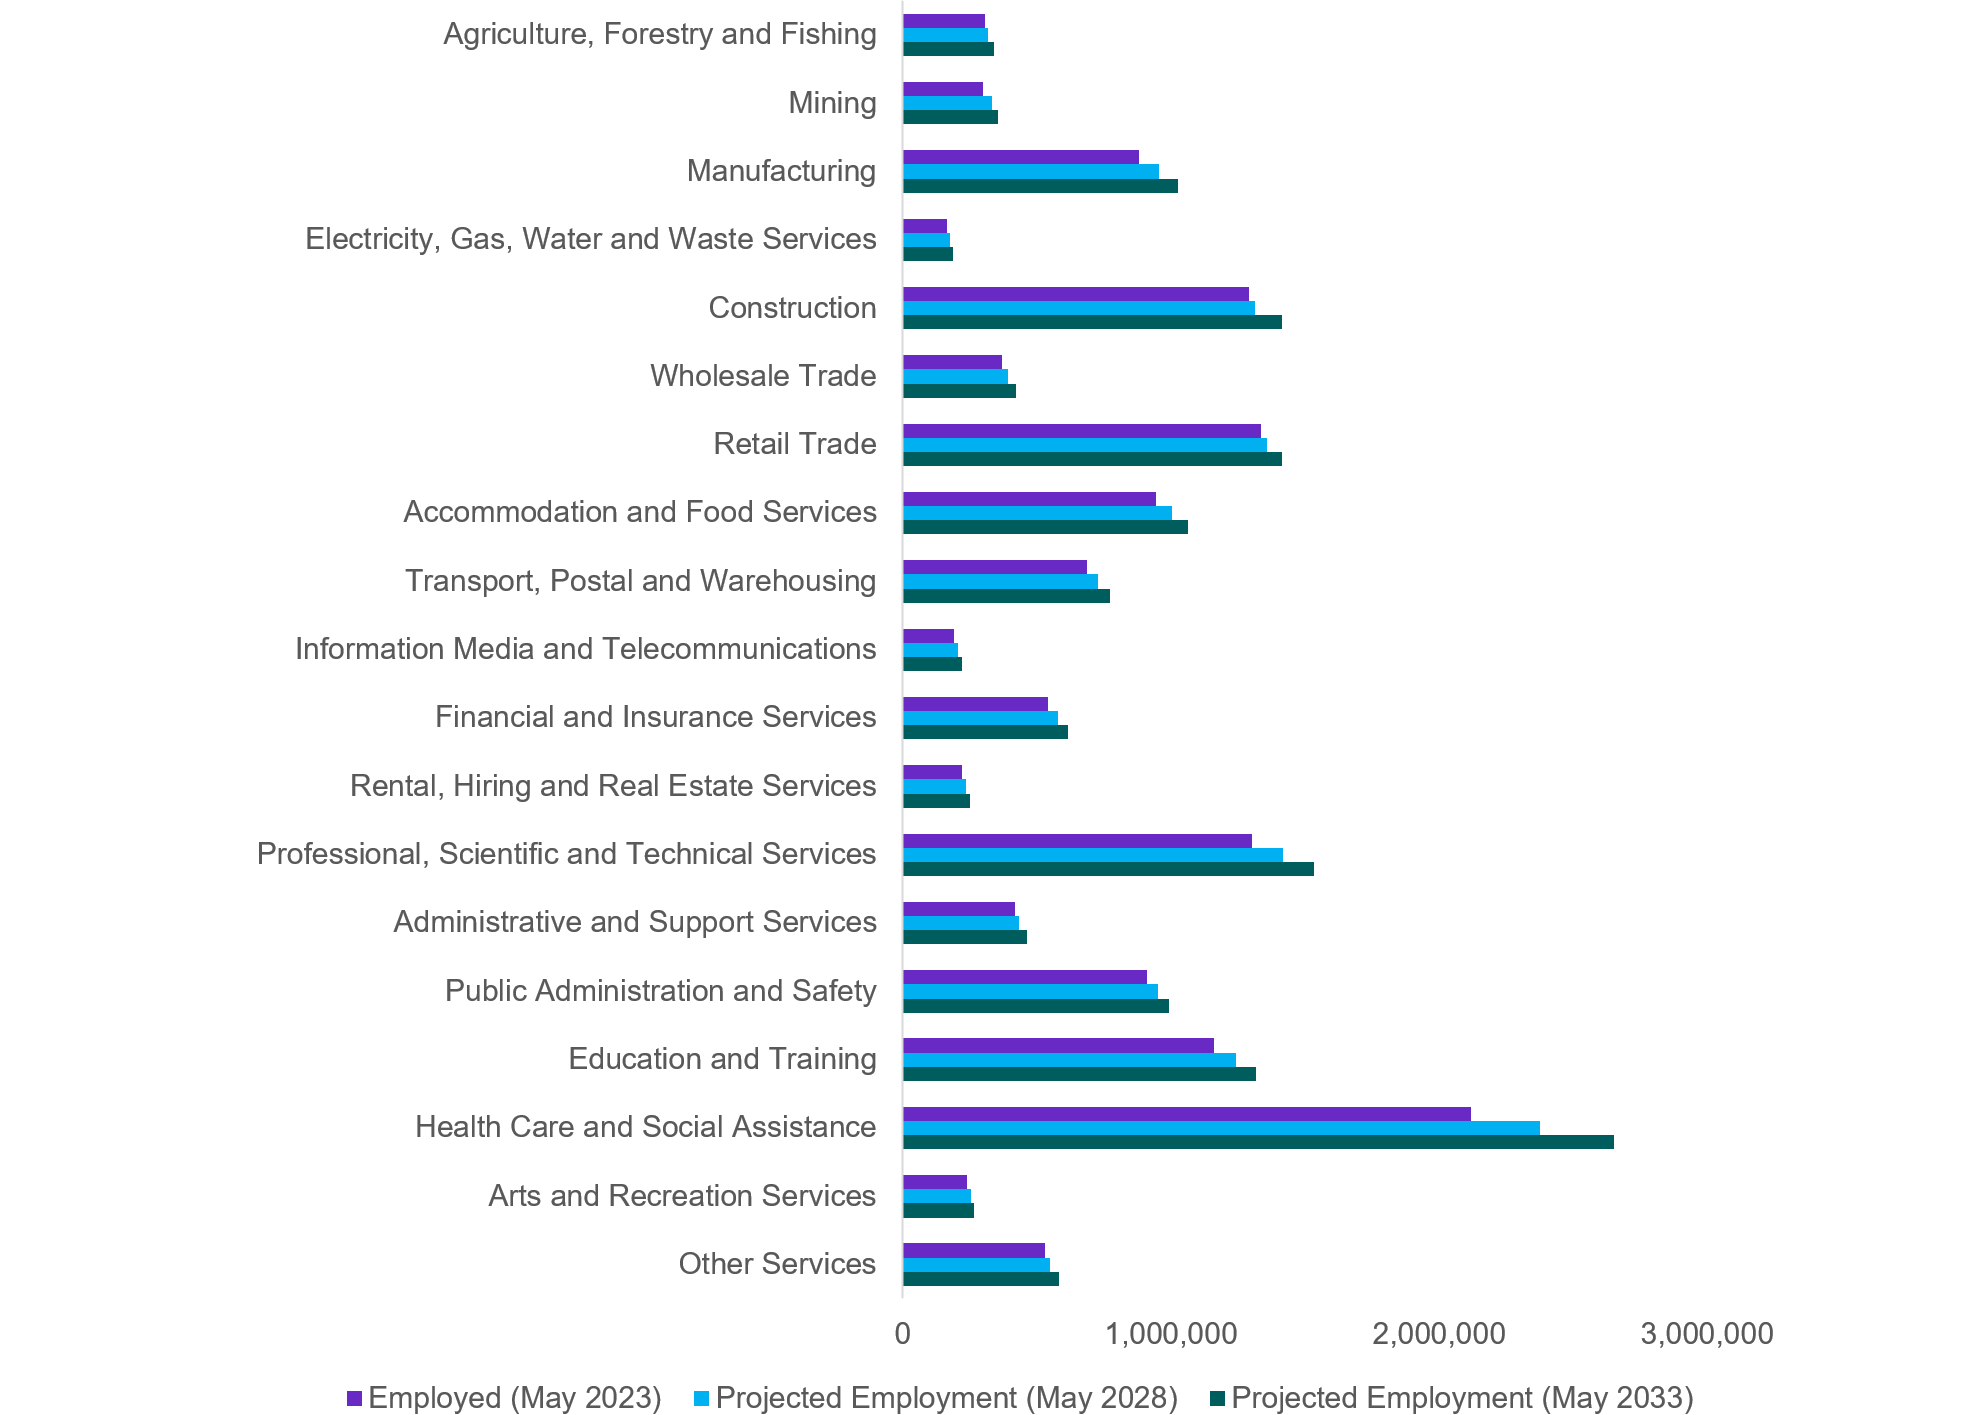 Agriculture, Forestry and Fishing
Mining
Manufacturing
Electricity, Gas, Water and Waste Services
Construction
Wholesale Trade
Retail Trade
Accommodation and Food Services
Transport, Postal and Warehousing
Information Media and Telecommunications
Financial and Insurance Services
Rental, Hiring and Real Estate Services
Professional, Scientific and Technical Services
Administrative and Support Services
Public Administration and Safety
Education and Training
Health Care and Social Assistance
Arts and Recreation Services
Other Services
0 1,000,000 2,000,000 3,000,000
Employed (May 2023) Projected Employment (May 2028) Projected Employment (May 2033)